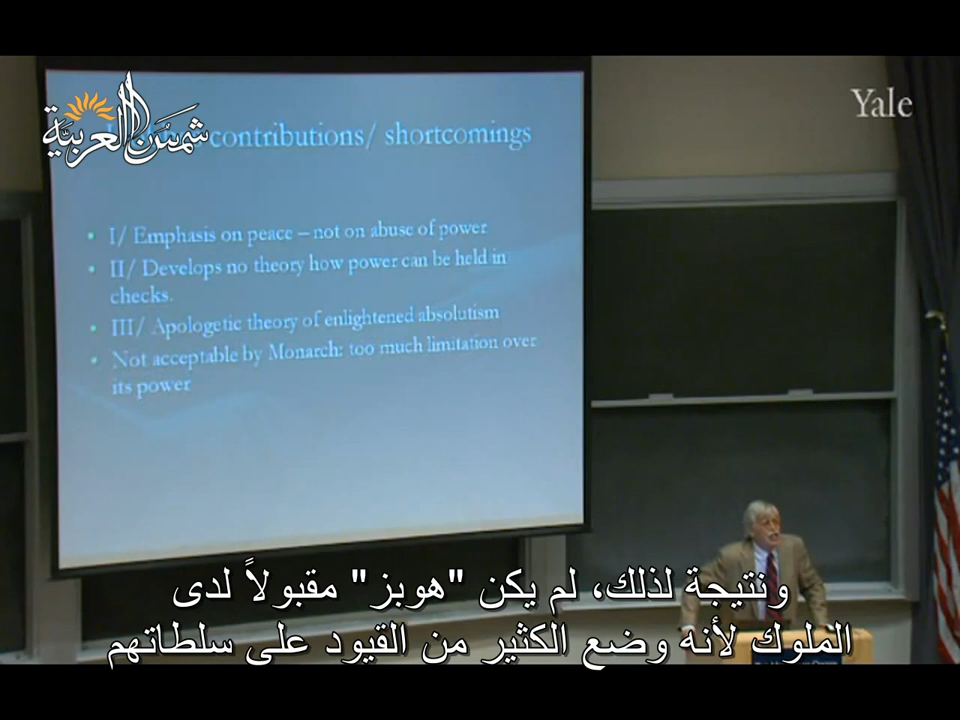 شمس العربية
Yale
contributions/ shortcomings
• I/ Emphasis on peace – not on abuse of power
• II/ Develops no theory how power can be held in
checks.
• III/ Apologetic theory of enlightened absolutism
• Not acceptable by Monarch: too much limitation over
its power
ونتيجة لذلك، لم يكن "هوبز" مقبولاً لدى
الملوك لأنه وضع الكثير من القيود على سلطاتهم